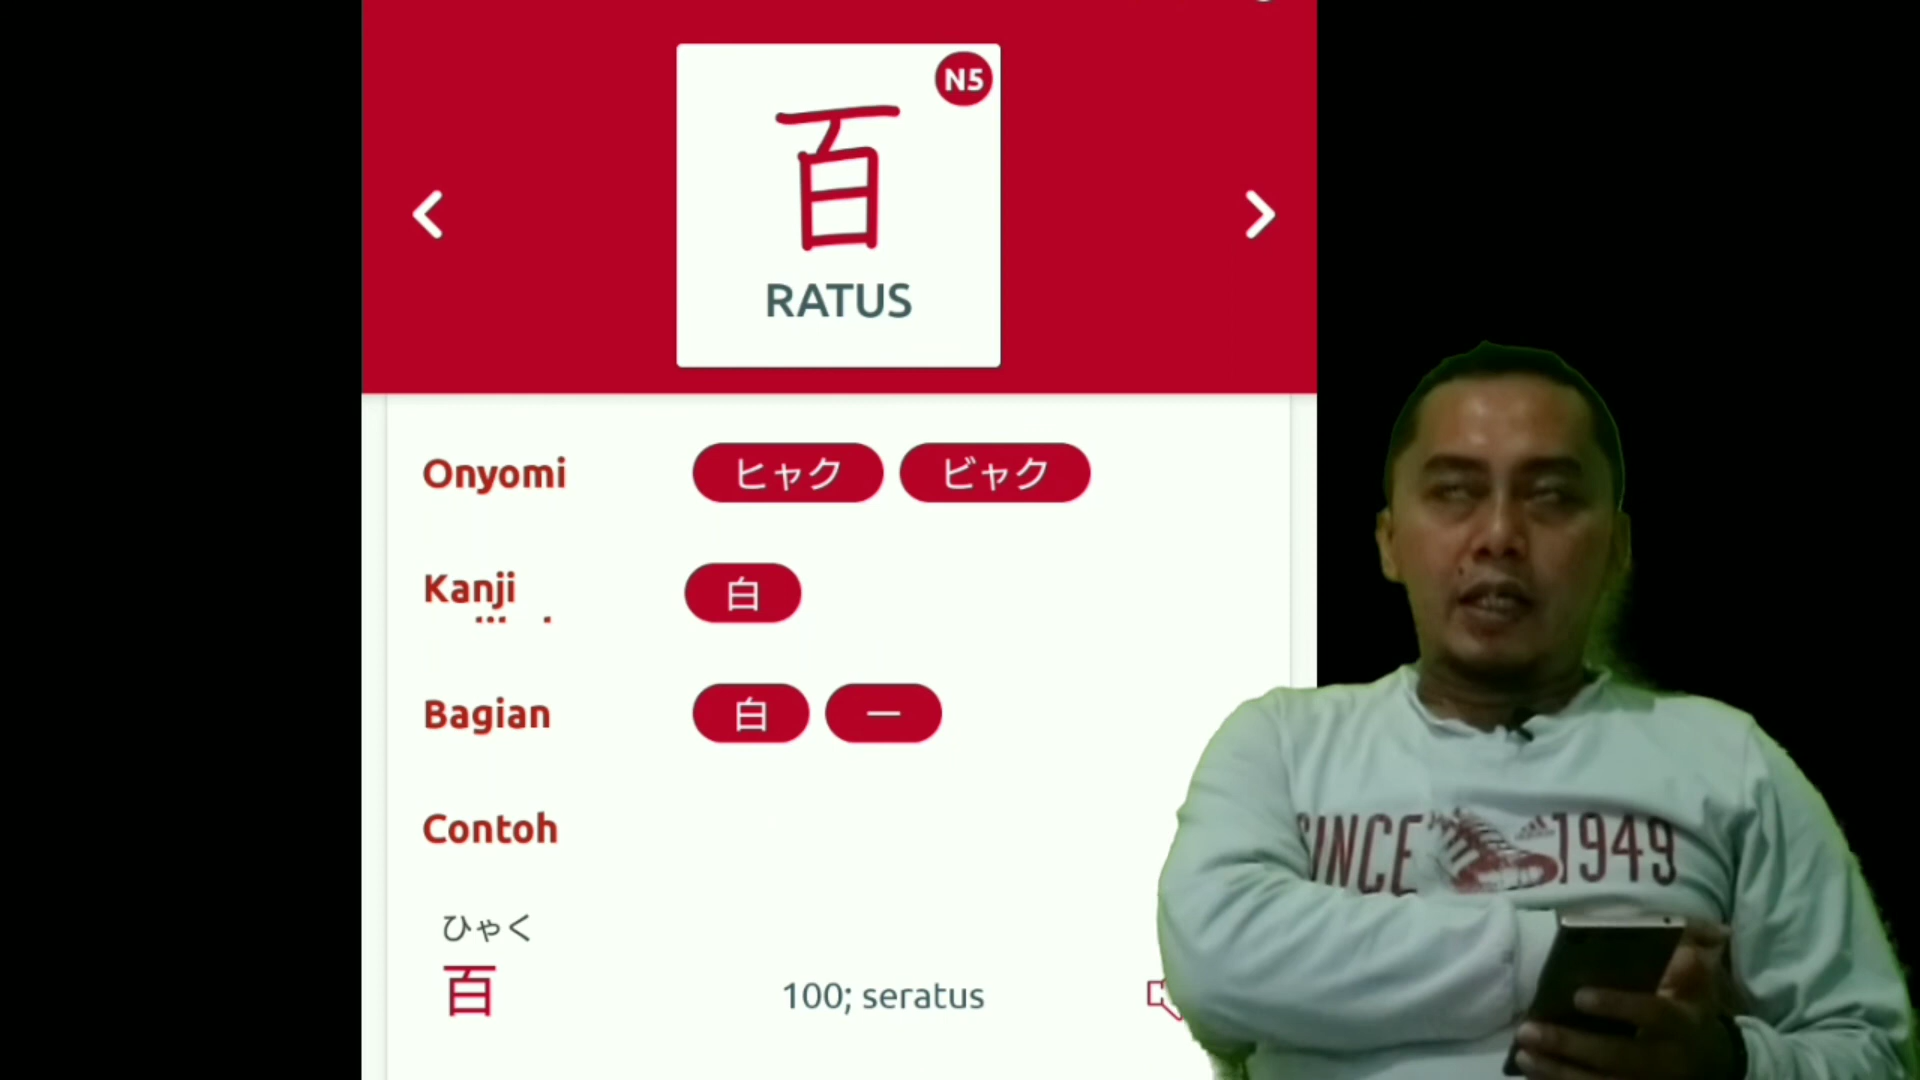 N5
百
RATUS
Onyomi ヒャク ビャク
Kanji 白
Bagian 白 一
Contoh
ひゃく
百 100; seratus
SINCE 1949